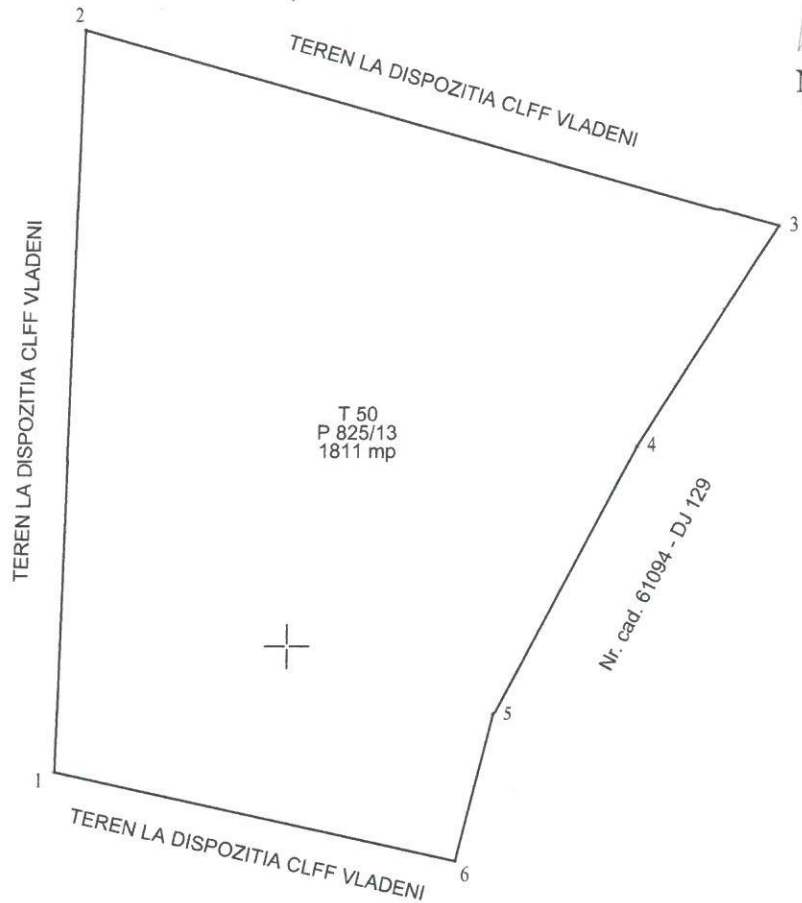 2
TEREN LA DISPOZITIA CLFF VLADENI
3
TEREN LA DISPOZITIA CLFF VLADENI
T 50
P 825/13
1811 mp
4
Nr. cad. 61094 - DJ 129
5
1
TEREN LA DISPOZITIA CLFF VLADENI
6